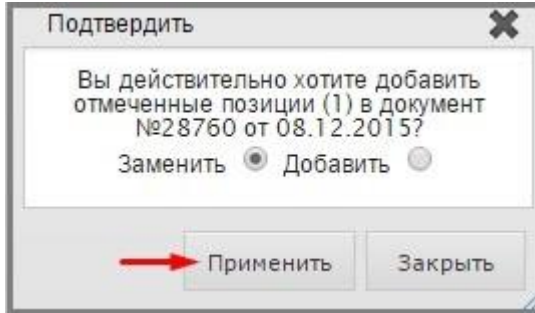 Подтвердить
Вы действительно хотите добавить
отмеченные позиции (1) в документ
№28760 от 08.12.2015?
Заменить Добавить
Применить Закрыть